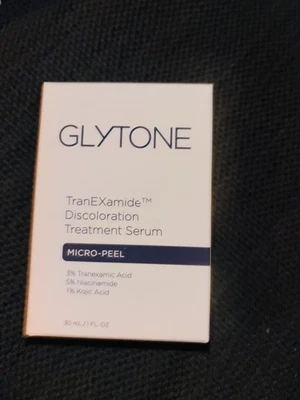 GLYTONE
TranEXamide™
Discoloration
Treatment Serum
MICRO-PEEL
3% Tranexamic Acid
5% Niacinamide
1% Kojic Acid
30 mL/1 FL. OZ